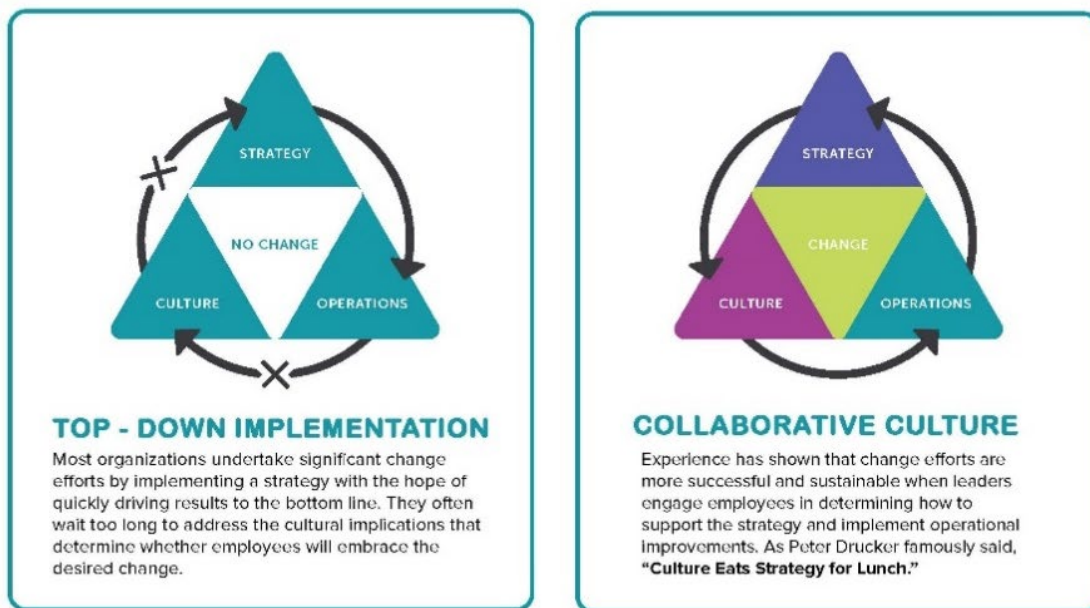 STRATEGY
NO CHANGE
CULTURE
OPERATIONS
TOP - DOWN IMPLEMENTATION
Most organizations undertake significant change
efforts by implementing a strategy with the hope of
quickly driving results to the bottom line. They often
wait too long to address the cultural implications that
determine whether employees will embrace the
desired change.
STRATEGY
CHANGE
CULTURE
OPERATIONS
COLLABORATIVE CULTURE
Experience has shown that change efforts are
more successful and sustainable when leaders
engage employees in determining how to
support the strategy and implement operational
improvements. As Peter Drucker famously said,
“Culture Eats Strategy for Lunch.”